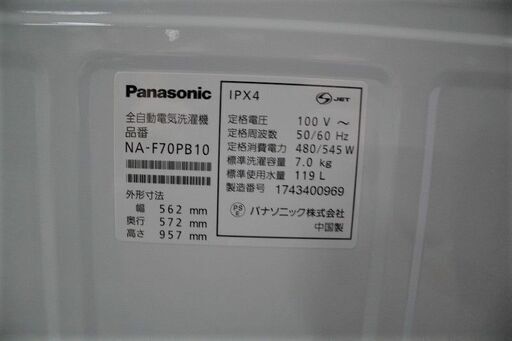 Panasonic
全自動電気洗濯機
品番
NA-F70PB10
外形寸法
幅 562 mm
奥行 572 mm
高さ 957 mm
IPX4
S JET
定格電圧 100 V ～
定格周波数 50/60 Hz
定格消費電力 480/545 W
標準洗濯容量 7.0 kg
標準使用水量 119 L
製造番号 1743400969
PS E パナソニック株式会社
中国製